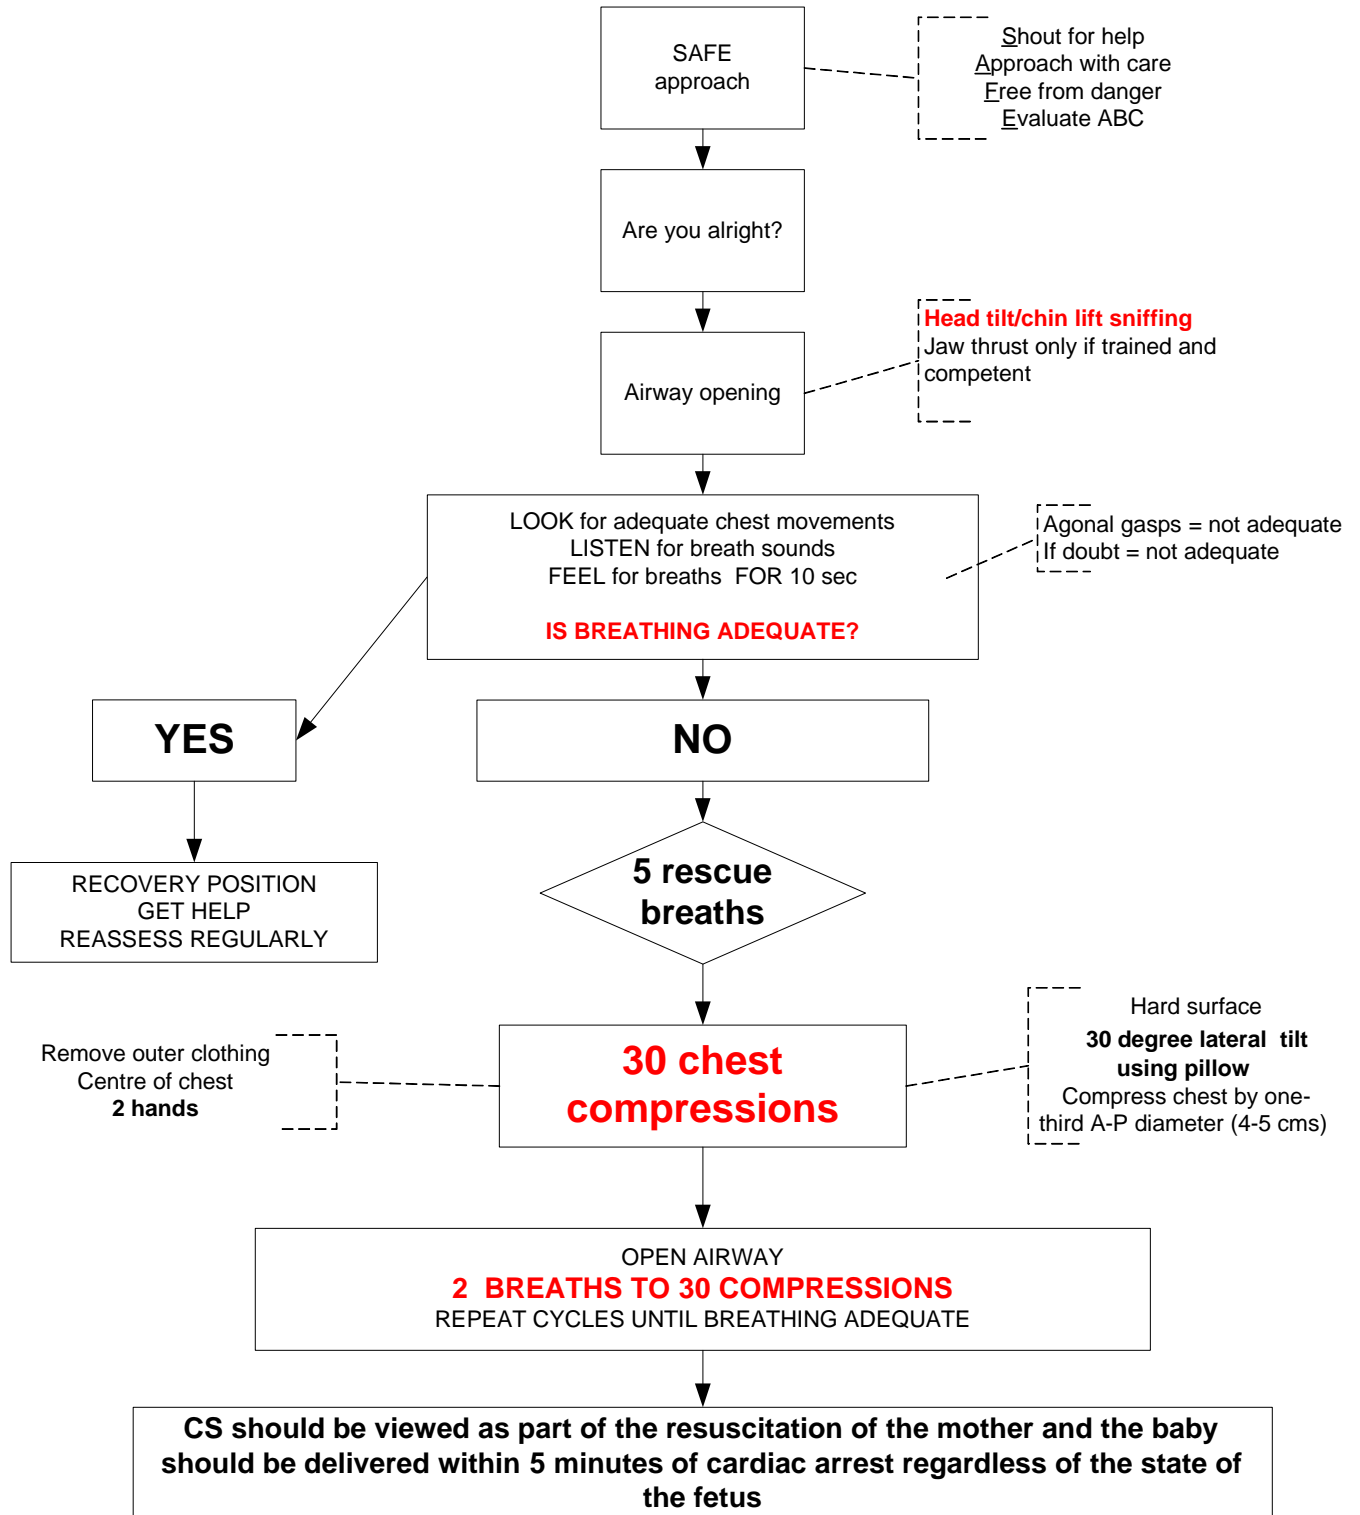 SAFE
approach
Shout for help
Approach with care
Free from danger
Evaluate ABC
Are you alright?
Airway opening
Head tilt/chin lift sniffing
Jaw thrust only if trained and
competent
LOOK for adequate chest movements
LISTEN for breath sounds
FEEL for breaths  FOR 10 sec
IS BREATHING ADEQUATE?
Agonal gasps = not adequate
If doubt = not adequate
YES
NO
RECOVERY POSITION
GET HELP
REASSESS REGULARLY
5 rescue
breaths
Remove outer clothing
Centre of chest
2 hands
30 chest
compressions
Hard surface
30 degree lateral  tilt
using pillow
Compress chest by one-
third A-P diameter (4-5 cms)
OPEN AIRWAY
2  BREATHS TO 30 COMPRESSIONS
REPEAT CYCLES UNTIL BREATHING ADEQUATE
CS should be viewed as part of the resuscitation of the mother and the baby
should be delivered within 5 minutes of cardiac arrest regardless of the state of
the fetus